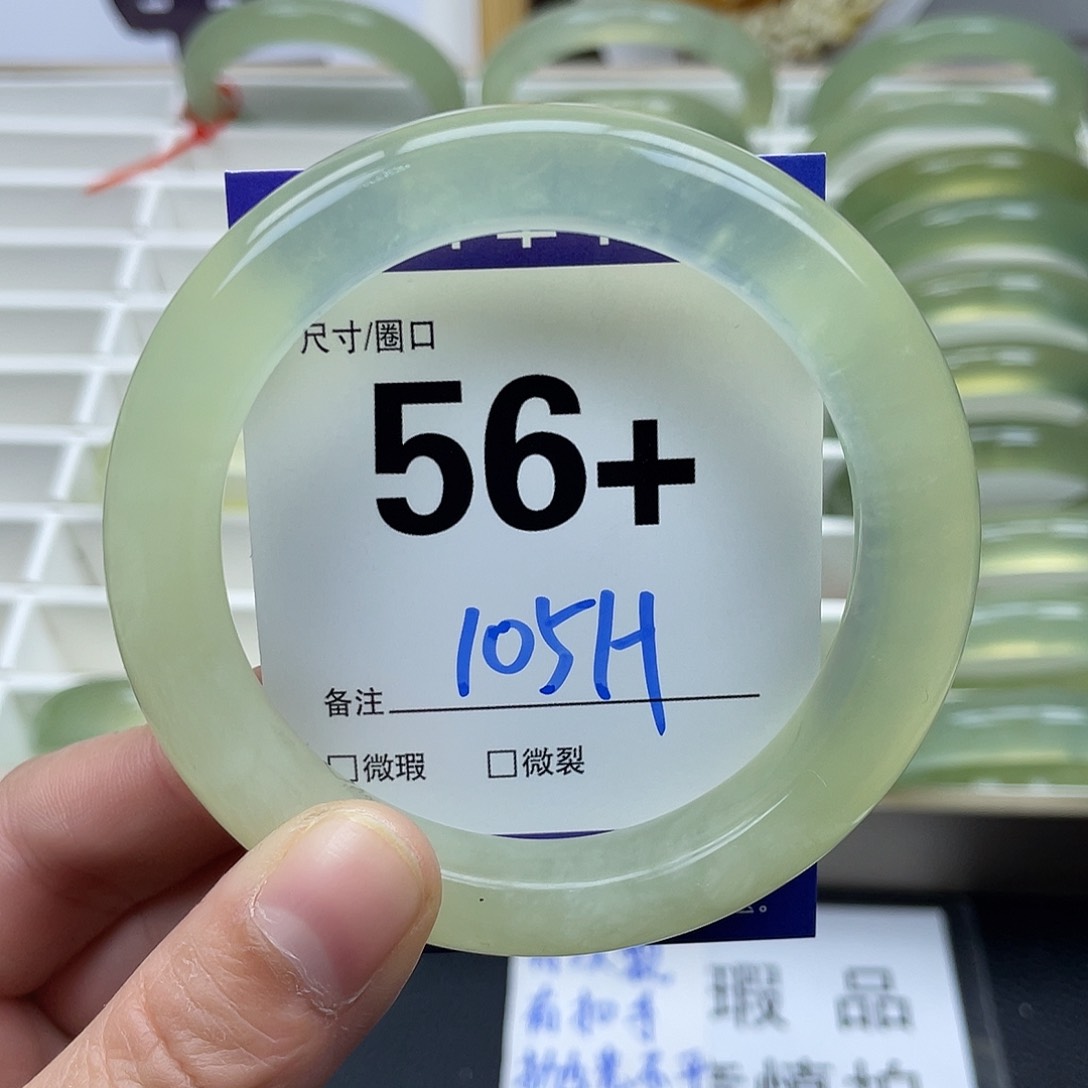 尺寸/圈口
56+
105H
备注
□微瑕 □微裂
瑕 品